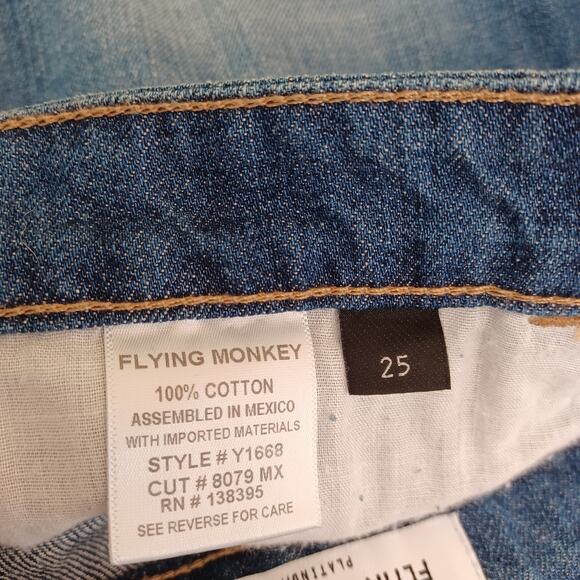 FLYING MONKEY
100% COTTON
ASSEMBLED IN MEXICO
WITH IMPORTED MATERIALS
STYLE # Y1668
CUT # 8079 MX
RN # 138395
SEE REVERSE FOR CARE
25